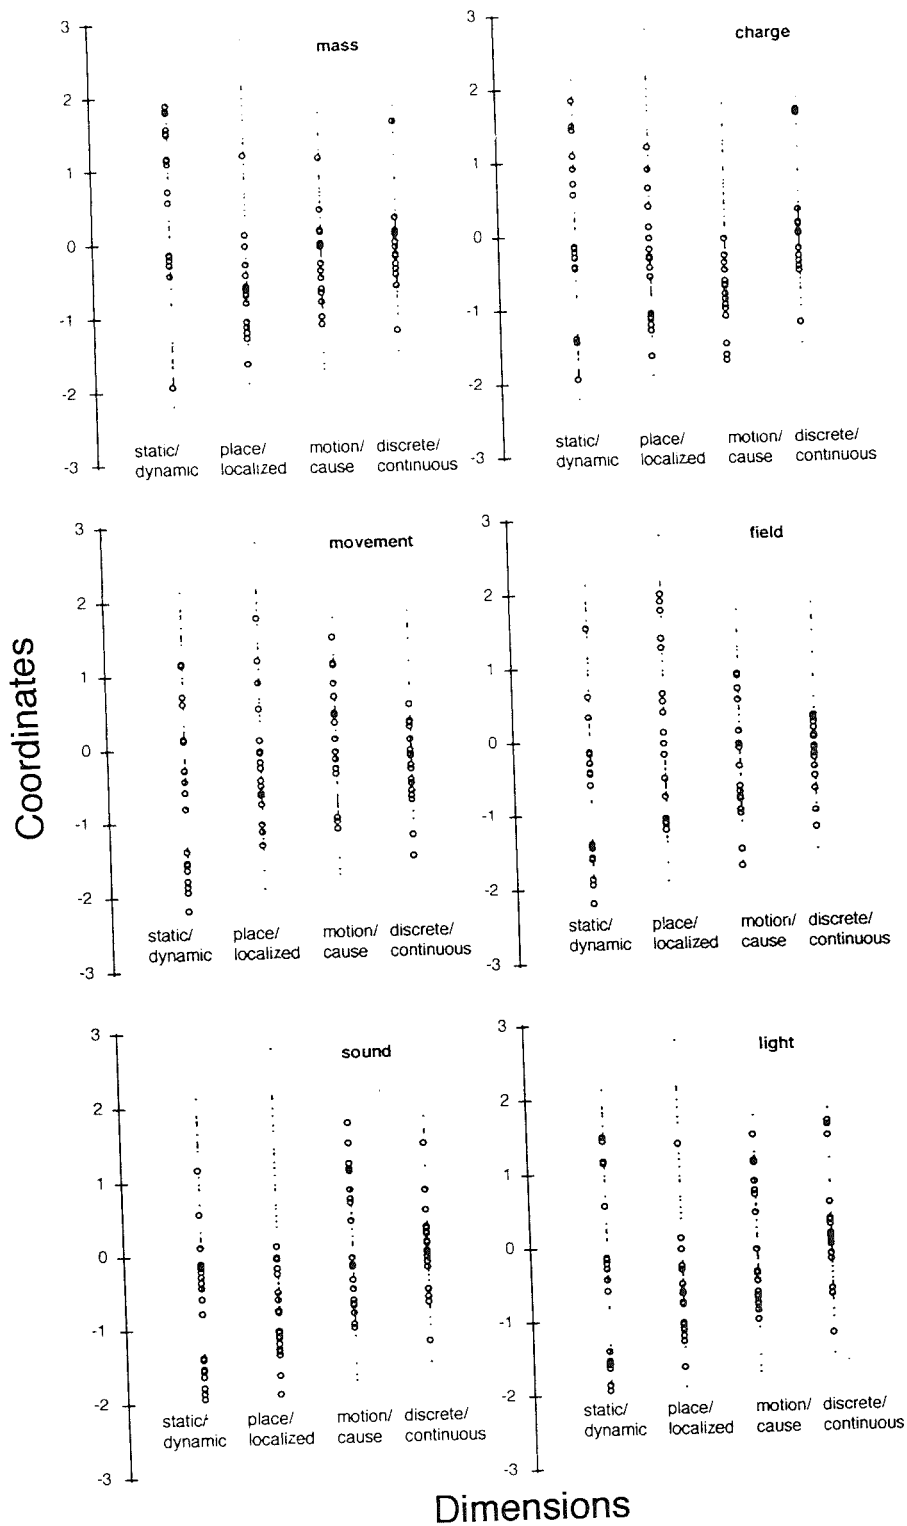 mass
3
2
1
0
-1
-2
-3
static/ place/ motion/ discrete/
dynamic localized cause continuous
charge
3
2
1
0
-1
-2
-3
static/ place/ motion/ discrete/
dynamic localized cause continuous
movement
3
2
1
0
-1
-2
-3
static/ place/ motion/ discrete/
dynamic localized cause continuous
field
3
2
1
0
-1
-2
-3
static/ place/ motion/ discrete/
dynamic localized cause continuous
Coordinates
sound
3
2
1
0
-1
-2
-3
static/ place/ motion/ discrete/
dynamic localized cause continuous
light
3
2
1
0
-1
-2
-3
static/ place/ motion/ discrete/
dynamic localized cause continuous
Dimensions